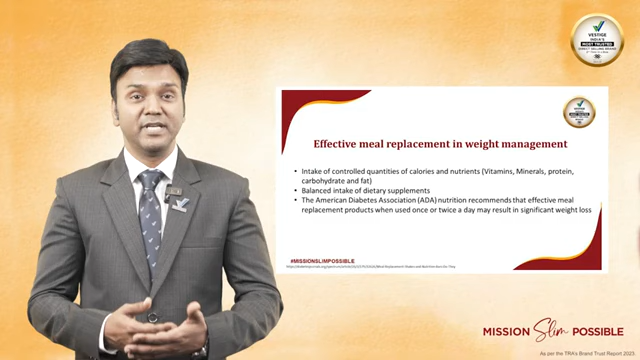 VESTIGE
INDIA'S
MOST TRUSTED
DIRECT SELLING BRAND
Effective meal replacement in weight management
• Intake of controlled quantities of calories and nutrients (Vitamins, Minerals, protein,
carbohydrate and fat)
• Balanced intake of dietary supplements
• The American Diabetes Association (ADA) nutrition recommends that effective meal
replacement products when used once or twice a day may result in significant weight loss
#MISSIONSLIMPOSSIBLE
MISSION Slim POSSIBLE
As per the TRA's Brand Trust Report 2023